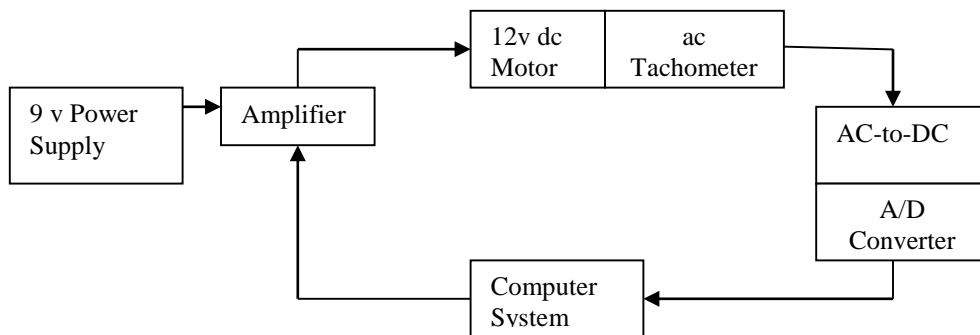 12v dc
Motor
ac
Tachometer
9 v Power
Supply
Amplifier
AC-to-DC
A/D
Converter
Computer
System